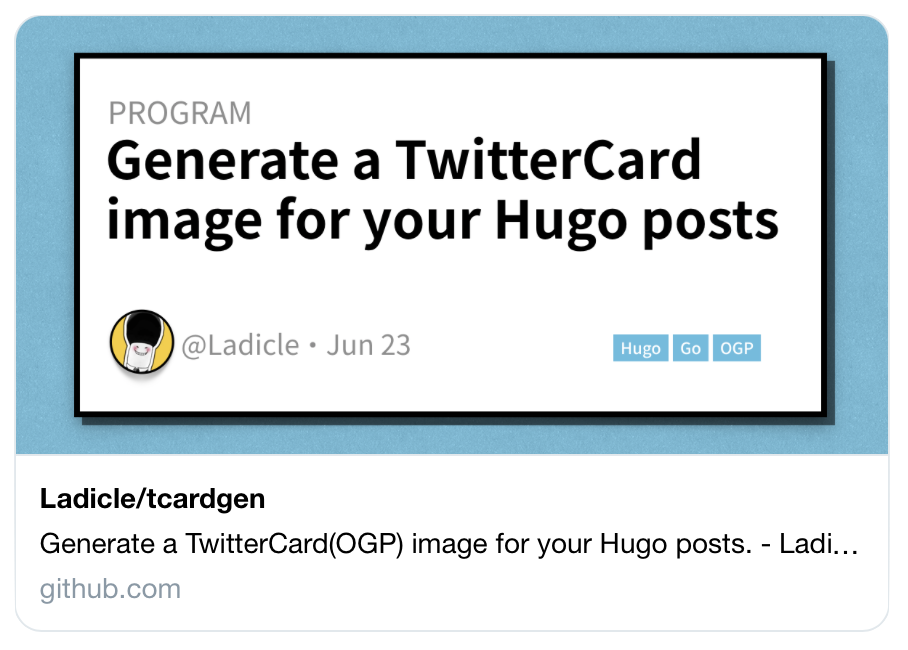 PROGRAM
Generate a TwitterCard
image for your Hugo posts
@Ladicle・Jun 23
Hugo Go OGP
Ladicle/tcardgen
Generate a TwitterCard(OGP) image for your Hugo posts. - Ladi...
github.com